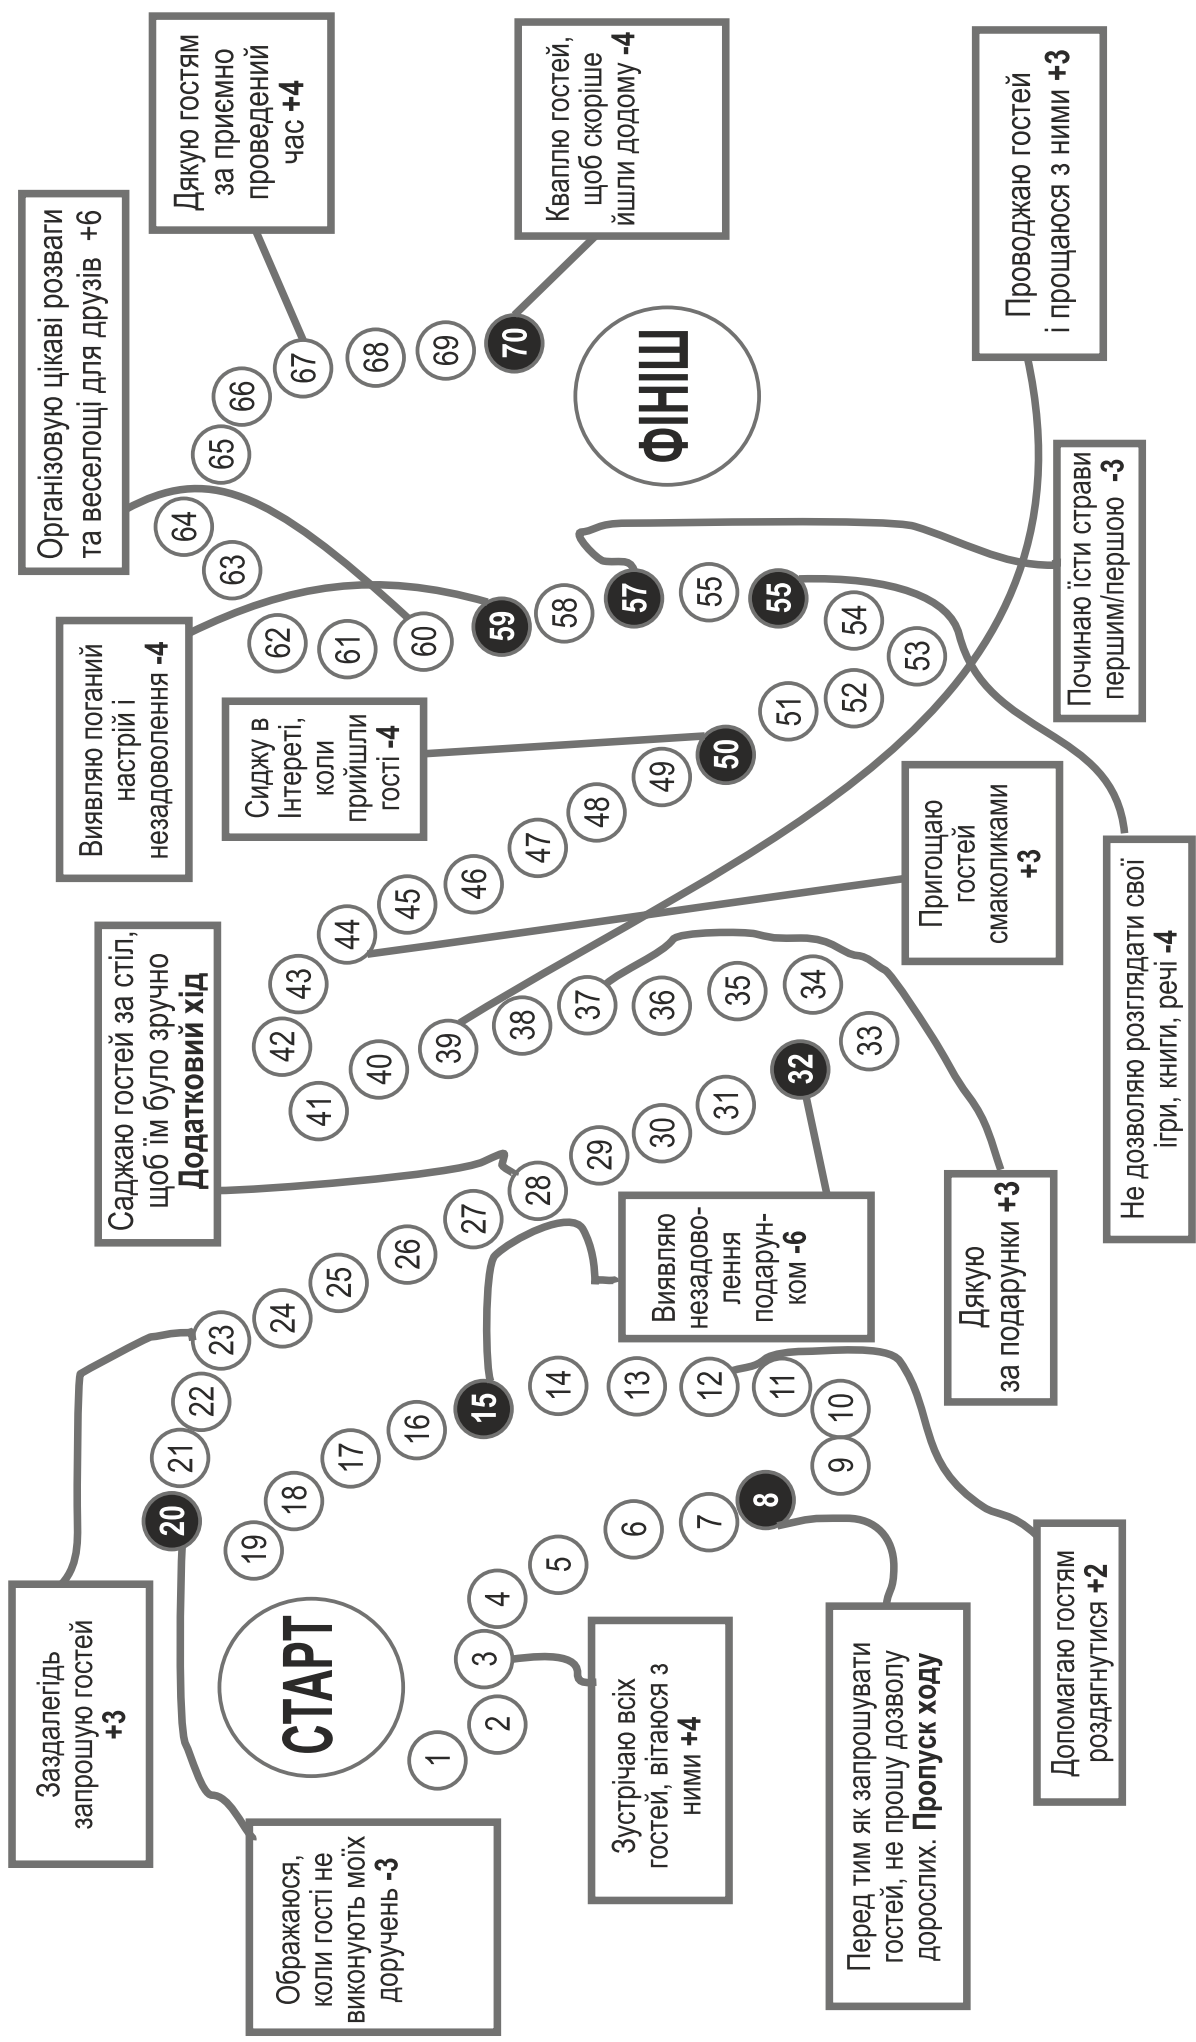 Заздалегідь
запрошую гостей
+3
Саджаю гостей за стіл,
щоб їм було зручно
Додатковий хід
Виявляю поганий
настрій і
незадоволення -4
Організовую цікаві розваги
та веселощі для друзів +6
Дякую гостям
за приємно
проведений
час +4
Ображаюся,
коли гості не
виконують моїх
доручень -3
СТАРТ
Сиджу в
Інтереті,
коли
прийшли
гості -4
Кваплю гостей,
щоб скоріше
йшли додому -4
ФІНІШ
1
2
3
4
5
6
7
8
9
10
11
12
13
14
15
16
17
18
19
20
21
22
23
24
25
26
27
28
29
30
31
32
33
34
35
36
37
38
39
40
41
42
43
44
45
46
47
48
49
50
51
52
53
54
55
55
57
58
59
60
61
62
63
64
65
66
67
68
69
70
Зустрічаю всіх
гостей, вітаюся з
ними +4
Виявляю
незадово-
лення
подарун-
ком -6
Перед тим як запрошувати
гостей, не прошу дозволу
дорослих. Пропуск ходу
Дякую
за подарунки +3
Пригощаю
гостей
смаколиками
+3
Проводжаю гостей
і прощаюся з ними +3
Допомагаю гостям
роздягнутися +2
Не дозволяю розглядати свої
ігри, книги, речі -4
Починаю їсти страви
першим/першою -3